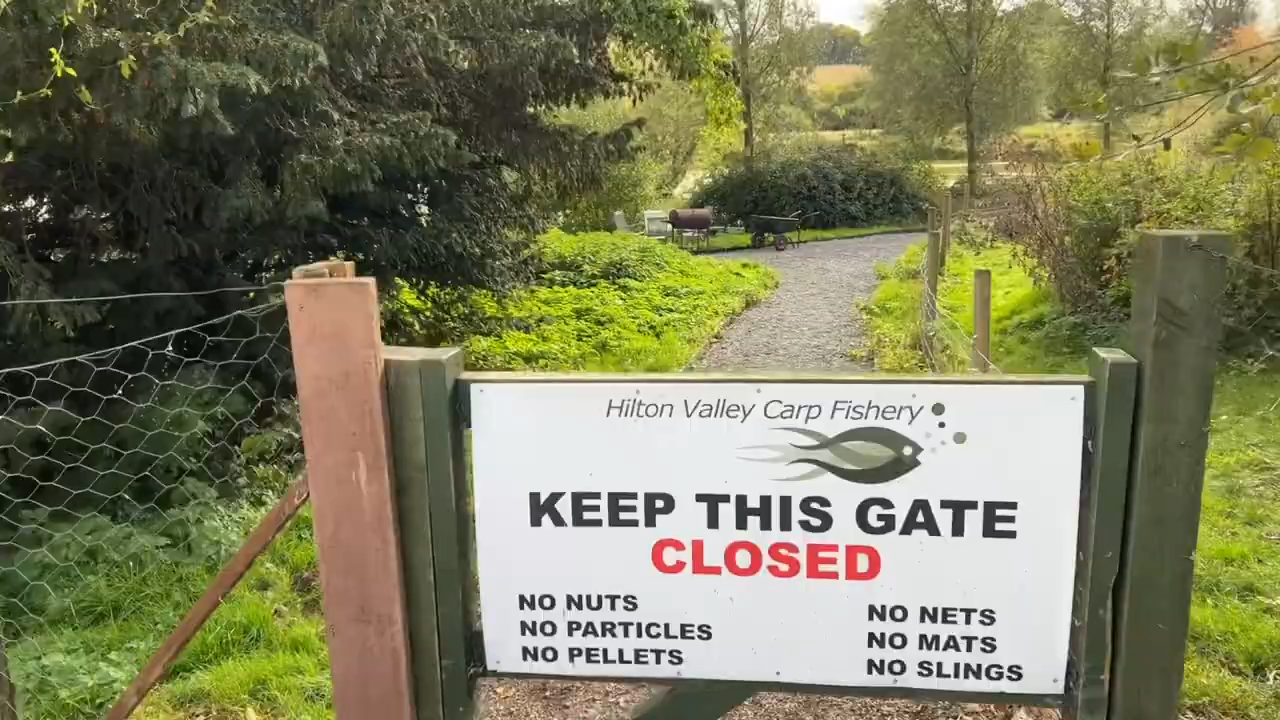 Hilton Valley Carp Fishery
KEEP THIS GATE
CLOSED
NO NUTS
NO PARTICLES
NO PELLETS
NO NETS
NO MATS
NO SLINGS